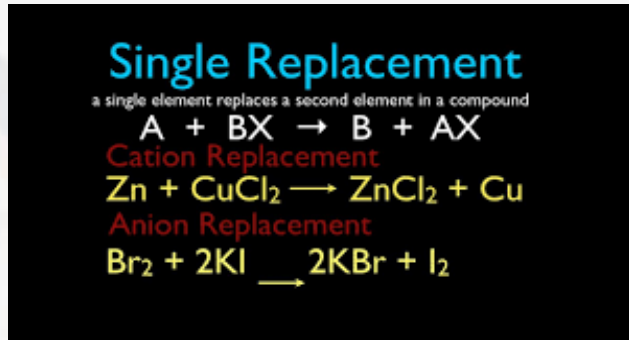 Single Replacement
a single element replaces a second element in a compound
A + BX → B + AX
Cation Replacement
Zn + CuCl₂ → ZnCl₂ + Cu
Anion Replacement
Br₂ + 2KI → 2KBr + I₂